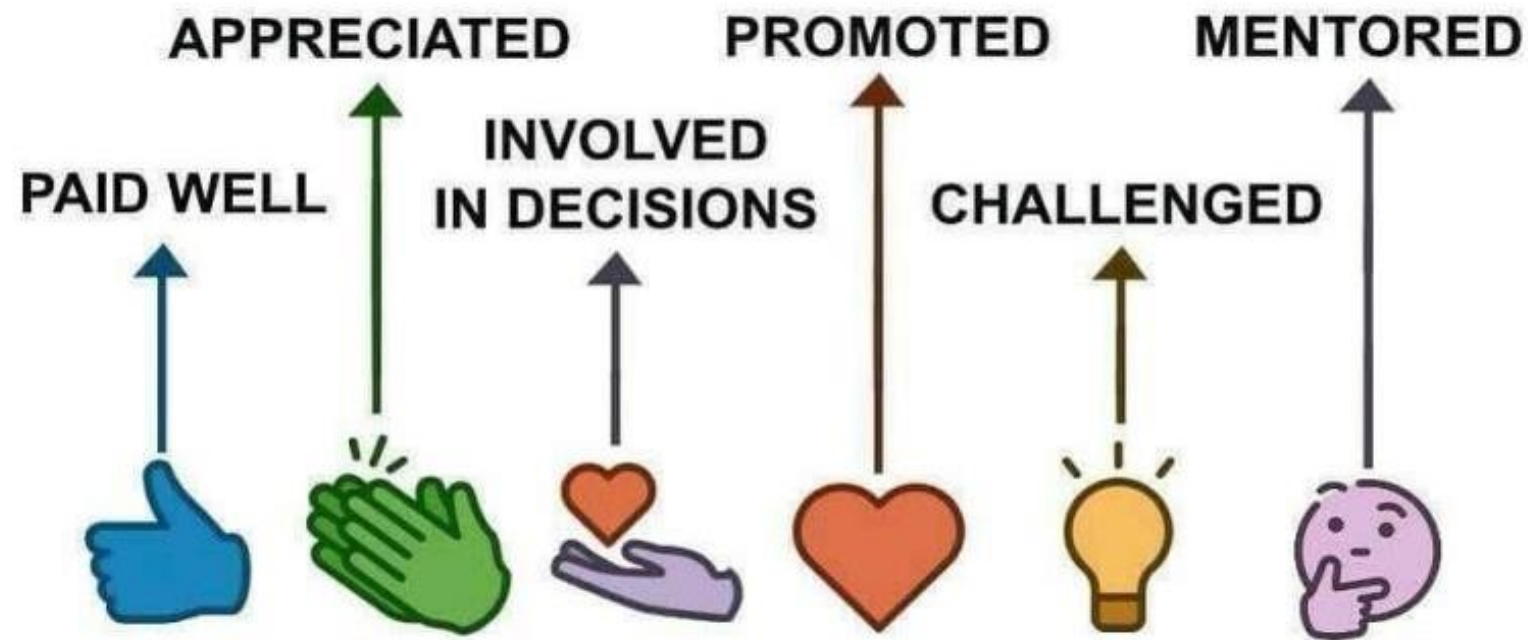 PAID WELL
APPRECIATED
INVOLVED
IN DECISIONS
PROMOTED
CHALLENGED
MENTORED